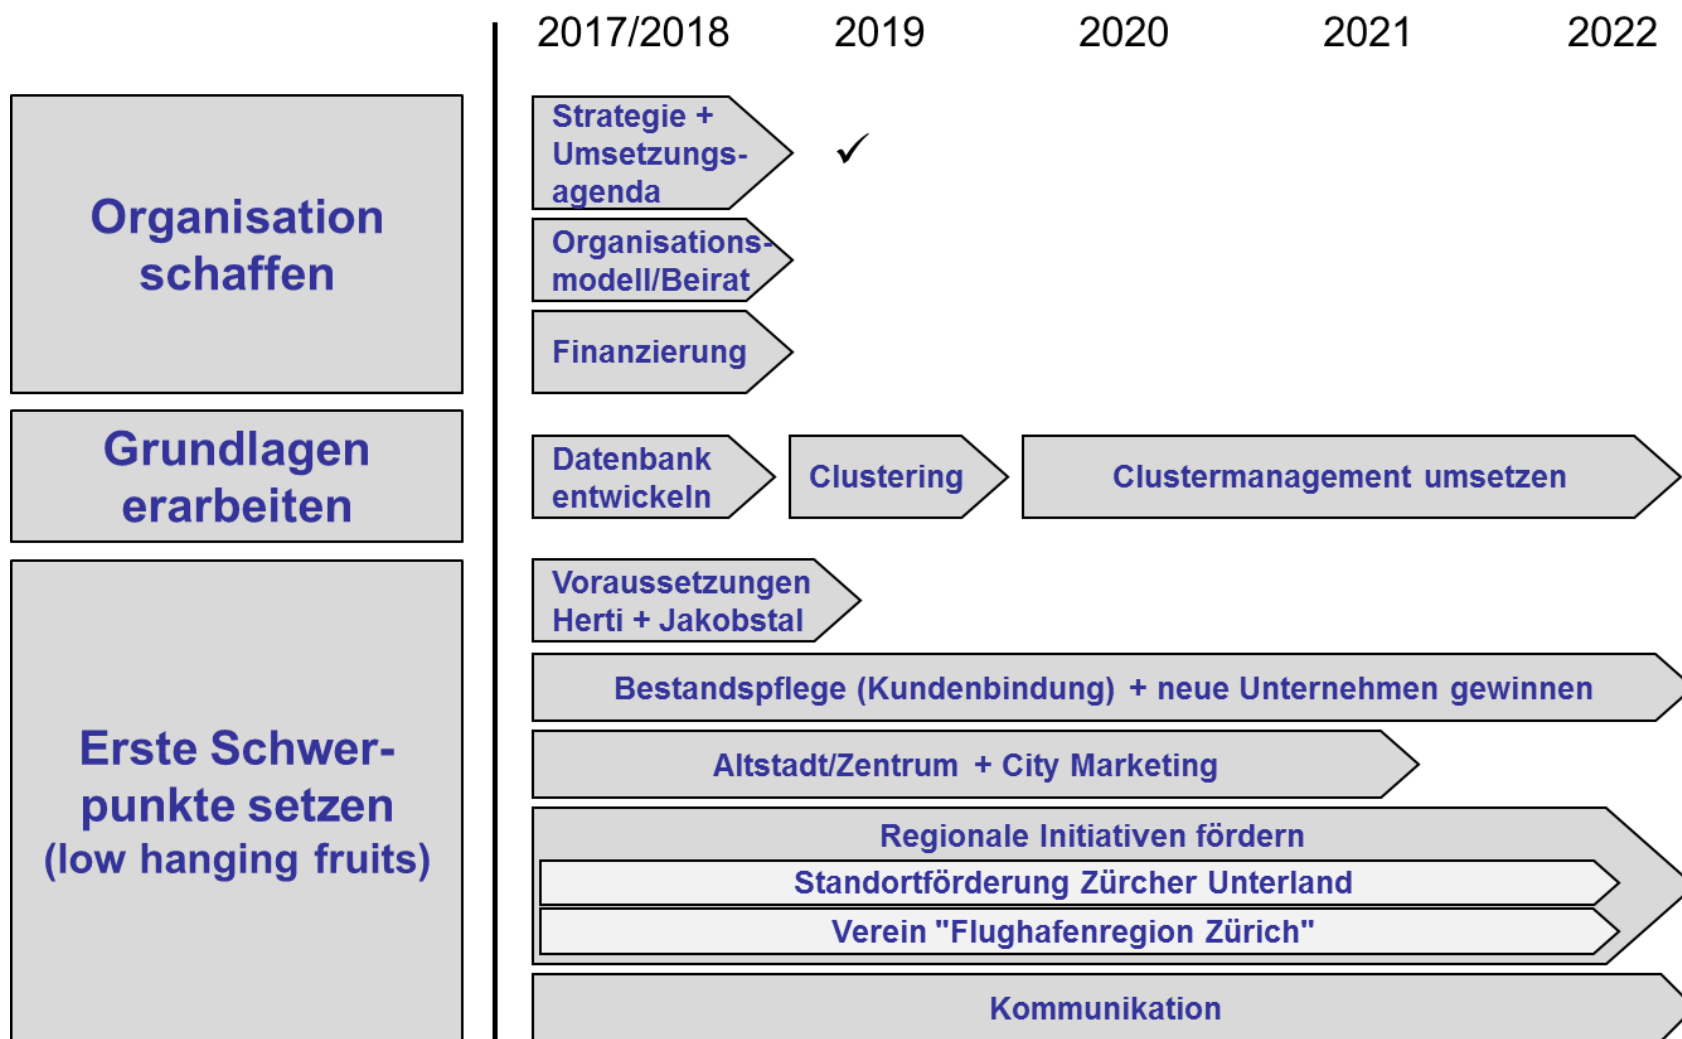 2017/2018 2019 2020 2021 2022
Organisation
schaffen
Strategie +
Umsetzungs-
agenda
✓
Organisations-
modell/Beirat
Finanzierung
Grundlagen
erarbeiten
Datenbank
entwickeln
Clustering
Clustermanagement umsetzen
Erste Schwer-
punkte setzen
(low hanging fruits)
Voraussetzungen
Herti + Jakobstal
Bestandspflege (Kundenbindung) + neue Unternehmen gewinnen
Altstadt/Zentrum + City Marketing
Regionale Initiativen fördern
Standortförderung Zürcher Unterland
Verein "Flughafenregion Zürich"
Kommunikation